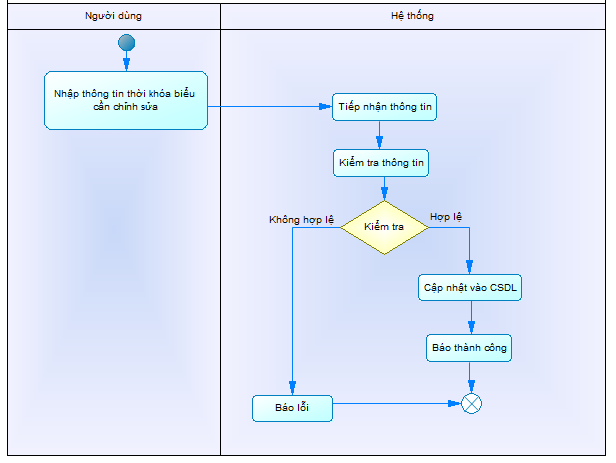 Người dùng
Hệ thống
Nhập thông tin thời khóa biểu
cần chỉnh sửa
Tiếp nhận thông tin
Kiểm tra thông tin
Kiểm tra
Không hợp lệ
Hợp lệ
Cập nhật vào CSDL
Báo thành công
Báo lỗi